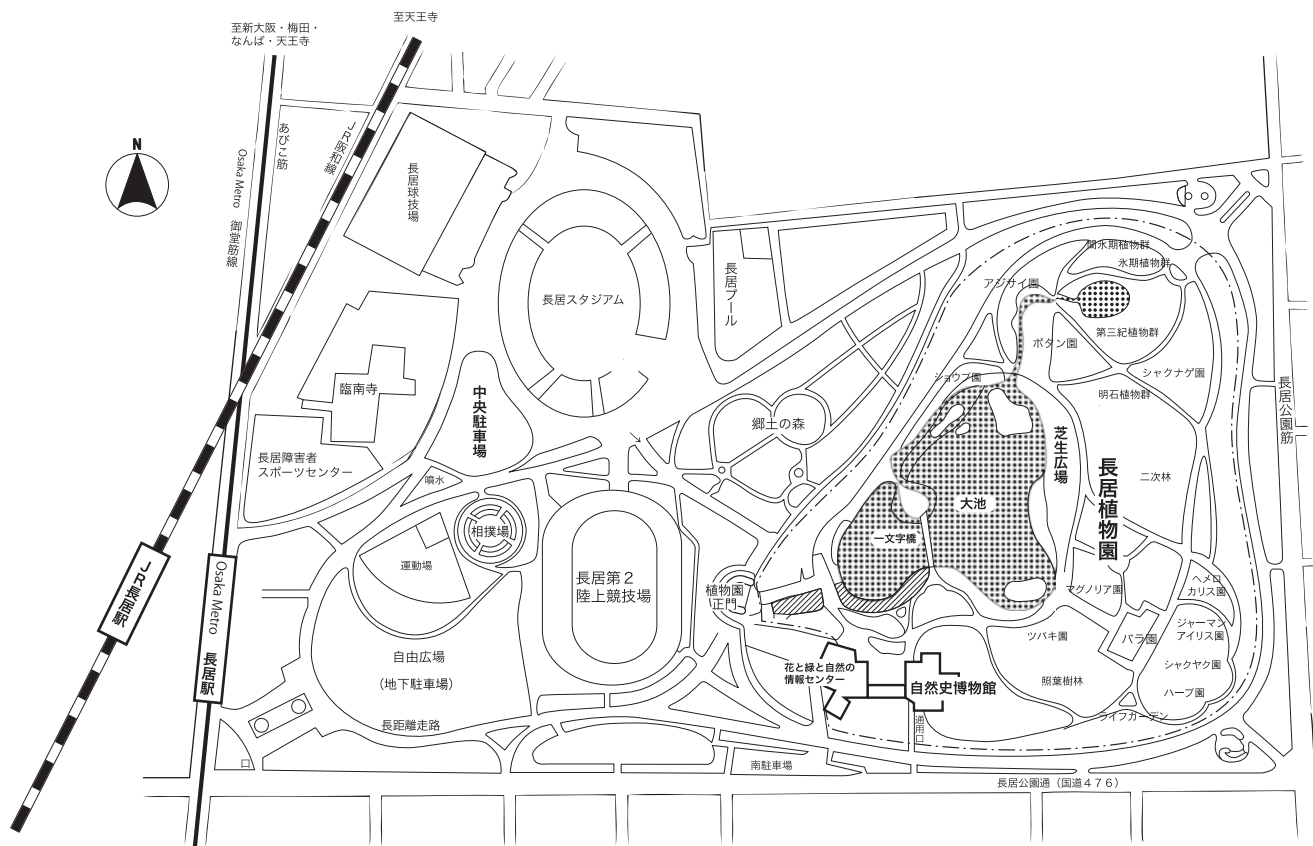 至新大阪・梅田・
なんば・天王寺
至天王寺
N
あびこ筋
JR阪和線
Osaka Metro 御堂筋線
長居球技場
長居スタジアム
長居プール
臨南寺
中央駐車場
長居障害者
スポーツセンター
噴水
相撲場
運動場
郷土の森
長居第2
陸上競技場
植物園
正門
自由広場
(地下駐車場)
長距離走路
JR長居駅
Osaka Metro 長居駅
口
南駐車場
長居公園通(国道476)
長居公園筋
間氷期植物群
氷期植物群
アジサイ園
第三紀植物群
ボタン園
シャクナゲ園
明石植物群
ショウブ園
芝生広場
長居植物園
二次林
大池
一文字橋
マグノリア園
ヘメロ
カリス園
ツバキ園
バラ園
ジャーマン
アイリス園
シャクヤク園
照葉樹林
ハーブ園
ライフガーデン
花と緑と自然の
情報センター
自然史博物館
通用口